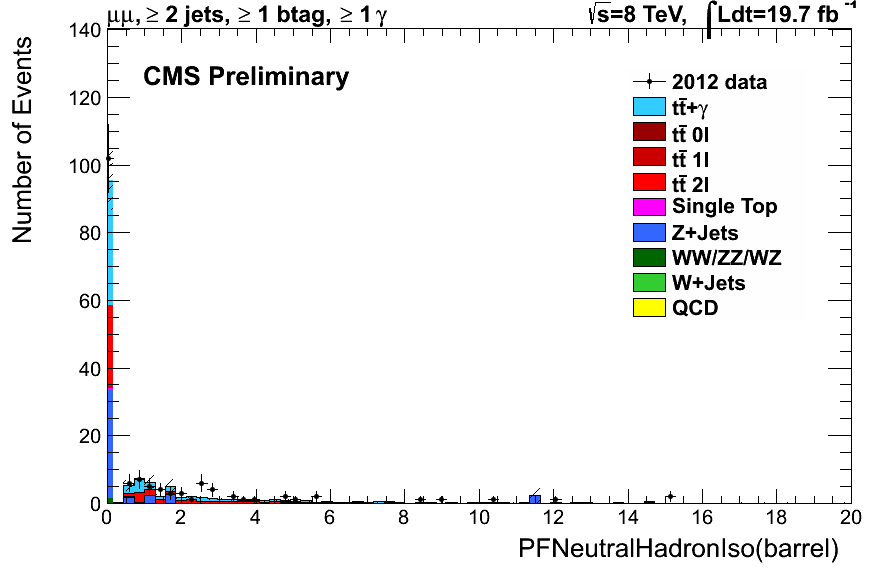 μμ, ≥ 2 jets, ≥ 1 btag, ≥ 1 γ
√s=8 TeV, ∫Ldt=19.7 fb⁻¹
CMS Preliminary
2012 data
tt̄+γ
tt̄ 0l
tt̄ 1l
tt̄ 2l
Single Top
Z+Jets
WW/ZZ/WZ
W+Jets
QCD
Number of Events
140
120
100
80
60
40
20
0
0 2 4 6 8 10 12 14 16 18 20
PFNeutralHadronIso(barrel)